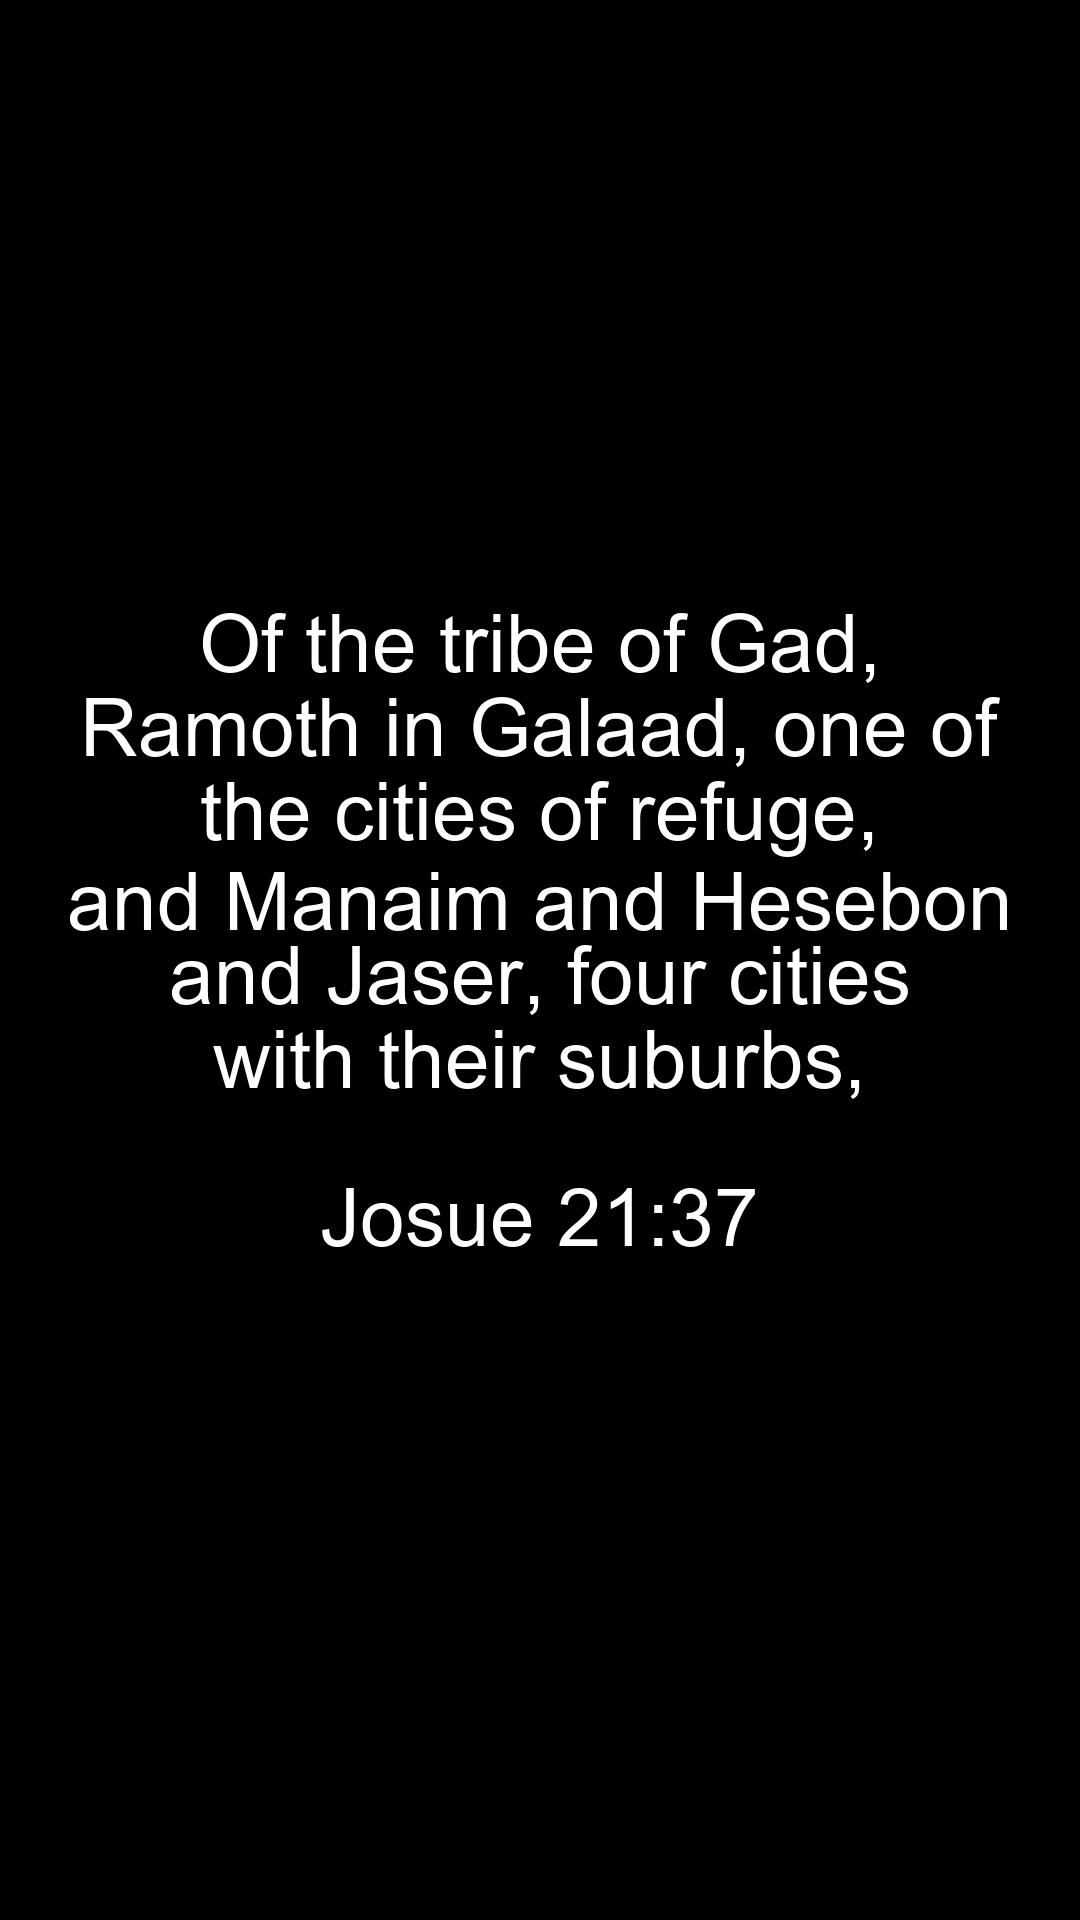 Of the tribe of Gad,
Ramoth in Galaad, one of
the cities of refuge,
and Manaim and Hesebon
and Jaser, four cities
with their suburbs,
Josue 21:37